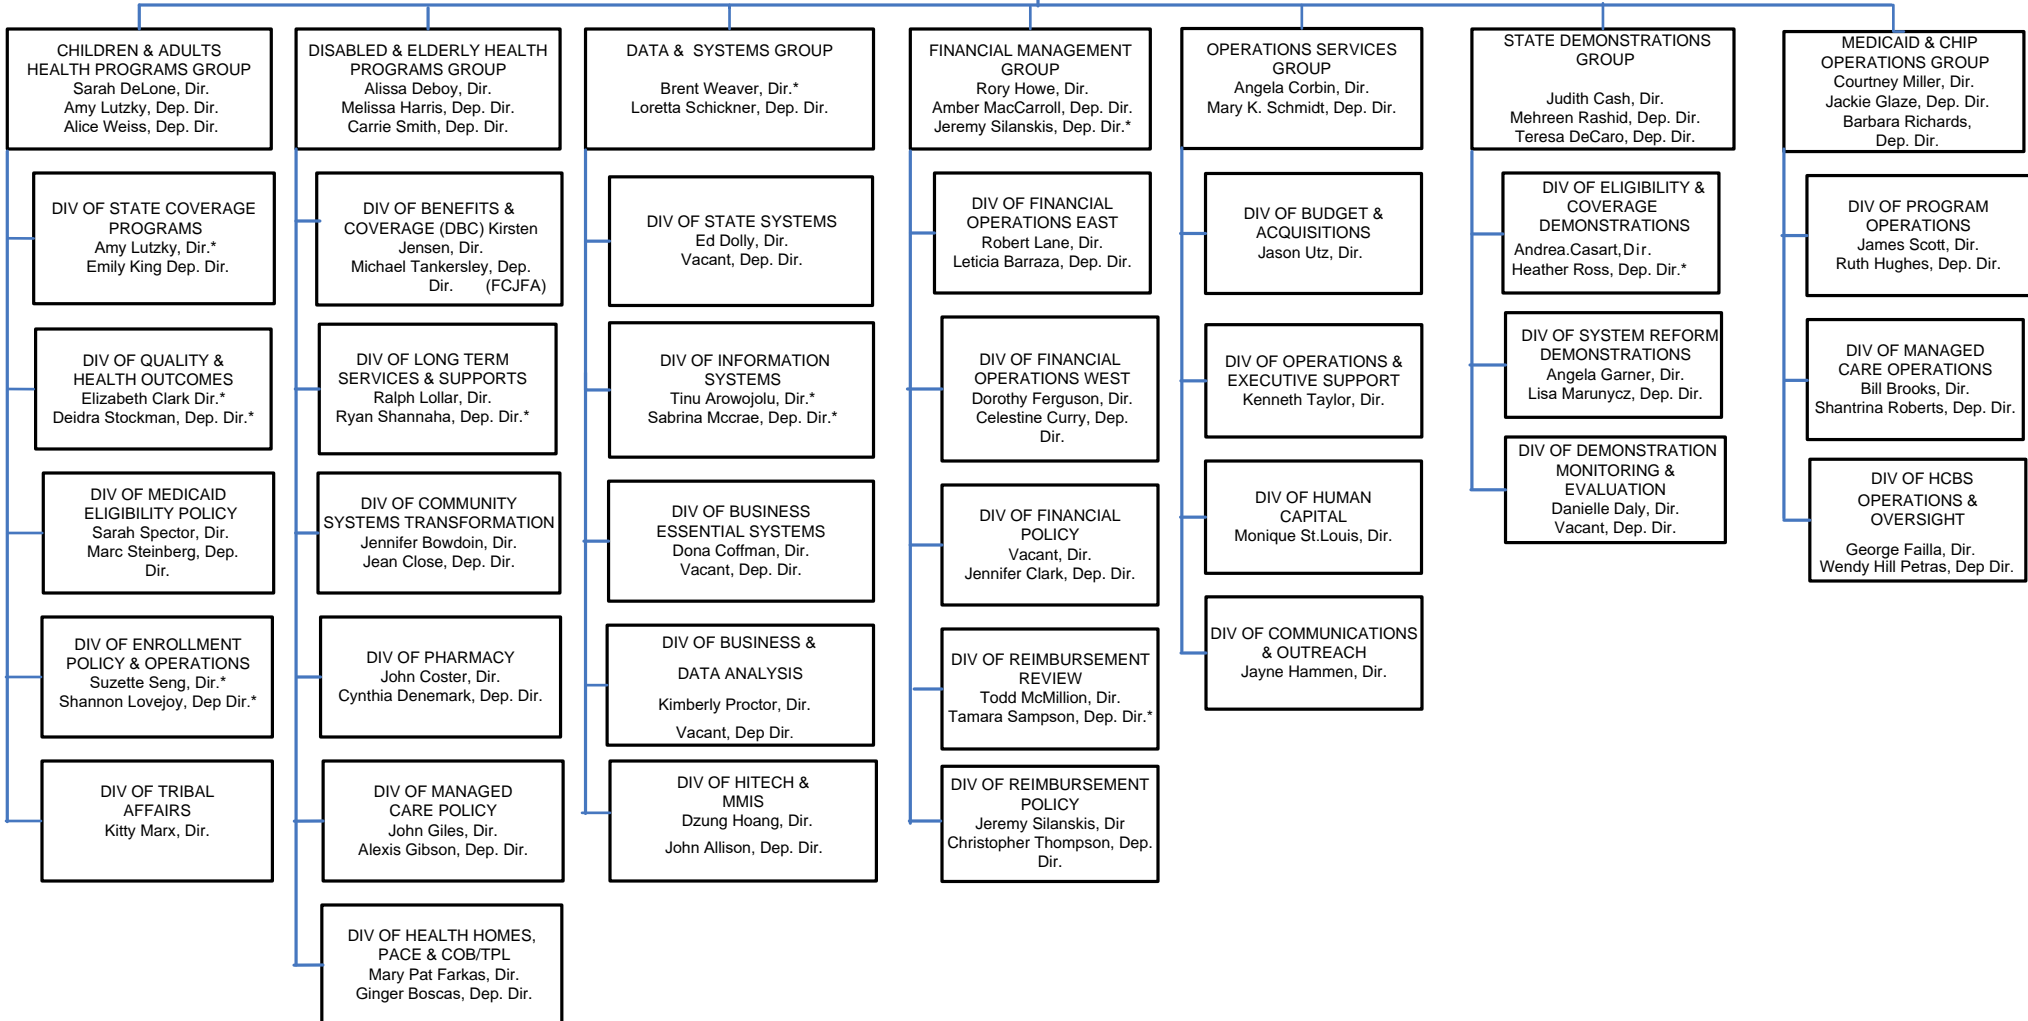 CHILDREN & ADULTS
HEALTH PROGRAMS GROUP
Sarah DeLone, Dir.
Amy Lutzky, Dep. Dir.
Alice Weiss, Dep. Dir.
DIV OF STATE COVERAGE
PROGRAMS
Amy Lutzky, Dir.*
Emily King Dep. Dir.
DIV OF QUALITY &
HEALTH OUTCOMES
Elizabeth Clark Dir.*
Deidra Stockman, Dep. Dir.*
DIV OF MEDICAID
ELIGIBILITY POLICY
Sarah Spector, Dir.
Marc Steinberg, Dep.
Dir.
DIV OF ENROLLMENT
POLICY & OPERATIONS
Suzette Seng, Dir.*
Shannon Lovejoy, Dep Dir.*
DIV OF TRIBAL
AFFAIRS
Kitty Marx, Dir.
DISABLED & ELDERLY HEALTH
PROGRAMS GROUP
Alissa Deboy, Dir.
Melissa Harris, Dep. Dir.
Carrie Smith, Dep. Dir.
DIV OF BENEFITS &
COVERAGE (DBC) Kirsten
Jensen, Dir.
Michael Tankersley, Dep.
Dir. (FCJFA)
DIV OF LONG TERM
SERVICES & SUPPORTS
Ralph Lollar, Dir.
Ryan Shannaha, Dep. Dir.*
DIV OF COMMUNITY
SYSTEMS TRANSFORMATION
Jennifer Bowdoin, Dir.
Jean Close, Dep. Dir.
DIV OF PHARMACY
John Coster, Dir.
Cynthia Denemark, Dep. Dir.
DIV OF MANAGED
CARE POLICY
John Giles, Dir.
Alexis Gibson, Dep. Dir.
DIV OF HEALTH HOMES,
PACE & COB/TPL
Mary Pat Farkas, Dir.
Ginger Boscas, Dep. Dir.
DATA & SYSTEMS GROUP
Brent Weaver, Dir.*
Loretta Schickner, Dep. Dir.
DIV OF STATE SYSTEMS
Ed Dolly, Dir.
Vacant, Dep. Dir.
DIV OF INFORMATION
SYSTEMS
Tinu Arowojolu, Dir.*
Sabrina Mccrae, Dep. Dir.*
DIV OF BUSINESS
ESSENTIAL SYSTEMS
Dona Coffman, Dir.
Vacant, Dep. Dir.
DIV OF BUSINESS &
DATA ANALYSIS
Kimberly Proctor, Dir.
Vacant, Dep Dir.
DIV OF HITECH &
MMIS
Dzung Hoang, Dir.
John Allison, Dep. Dir.
FINANCIAL MANAGEMENT
GROUP
Rory Howe, Dir.
Amber MacCarroll, Dep. Dir.
Jeremy Silanskis, Dep. Dir.*
DIV OF FINANCIAL
OPERATIONS EAST
Robert Lane, Dir.
Leticia Barraza, Dep. Dir.
DIV OF FINANCIAL
OPERATIONS WEST
Dorothy Ferguson, Dir.
Celestine Curry, Dep.
Dir.
DIV OF FINANCIAL
POLICY
Vacant, Dir.
Jennifer Clark, Dep. Dir.
DIV OF REIMBURSEMENT
REVIEW
Todd McMillion, Dir.
Tamara Sampson, Dep. Dir.*
DIV OF REIMBURSEMENT
POLICY
Jeremy Silanskis, Dir
Christopher Thompson, Dep.
Dir.
OPERATIONS SERVICES
GROUP
Angela Corbin, Dir.
Mary K. Schmidt, Dep. Dir.
DIV OF BUDGET &
ACQUISITIONS
Jason Utz, Dir.
DIV OF OPERATIONS &
EXECUTIVE SUPPORT
Kenneth Taylor, Dir.
DIV OF HUMAN
CAPITAL
Monique St.Louis, Dir.
DIV OF COMMUNICATIONS
& OUTREACH
Jayne Hammen, Dir.
STATE DEMONSTRATIONS
GROUP
Judith Cash, Dir.
Mehreen Rashid, Dep. Dir.
Teresa DeCaro, Dep. Dir.
DIV OF ELIGIBILITY &
COVERAGE
DEMONSTRATIONS
Andrea.Casart,Dir.
Heather Ross, Dep. Dir.*
DIV OF SYSTEM REFORM
DEMONSTRATIONS
Angela Garner, Dir.
Lisa Marunycz, Dep. Dir.
DIV OF DEMONSTRATION
MONITORING &
EVALUATION
Danielle Daly, Dir.
Vacant, Dep. Dir.
MEDICAID & CHIP
OPERATIONS GROUP
Courtney Miller, Dir.
Jackie Glaze, Dep. Dir.
Barbara Richards,
Dep. Dir.
DIV OF PROGRAM
OPERATIONS
James Scott, Dir.
Ruth Hughes, Dep. Dir.
DIV OF MANAGED
CARE OPERATIONS
Bill Brooks, Dir.
Shantrina Roberts, Dep. Dir.
DIV OF HCBS
OPERATIONS &
OVERSIGHT
George Failla, Dir.
Wendy Hill Petras, Dep Dir.